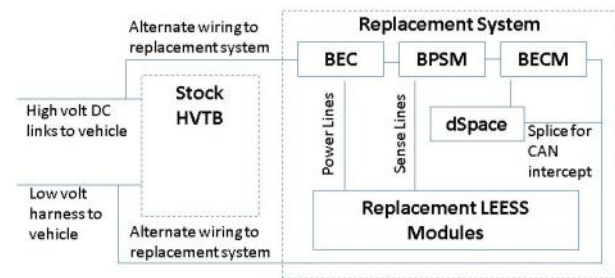 Alternate wiring to
replacement system
Replacement System
BEC
BPSM
BECM
Stock
HVTB
High volt DC
links to vehicle
Power Lines
Sense Lines
dSpace
Splice for
CAN
intercept
Low volt
harness to
vehicle
Replacement LEESS
Modules
Alternate wiring to
replacement system